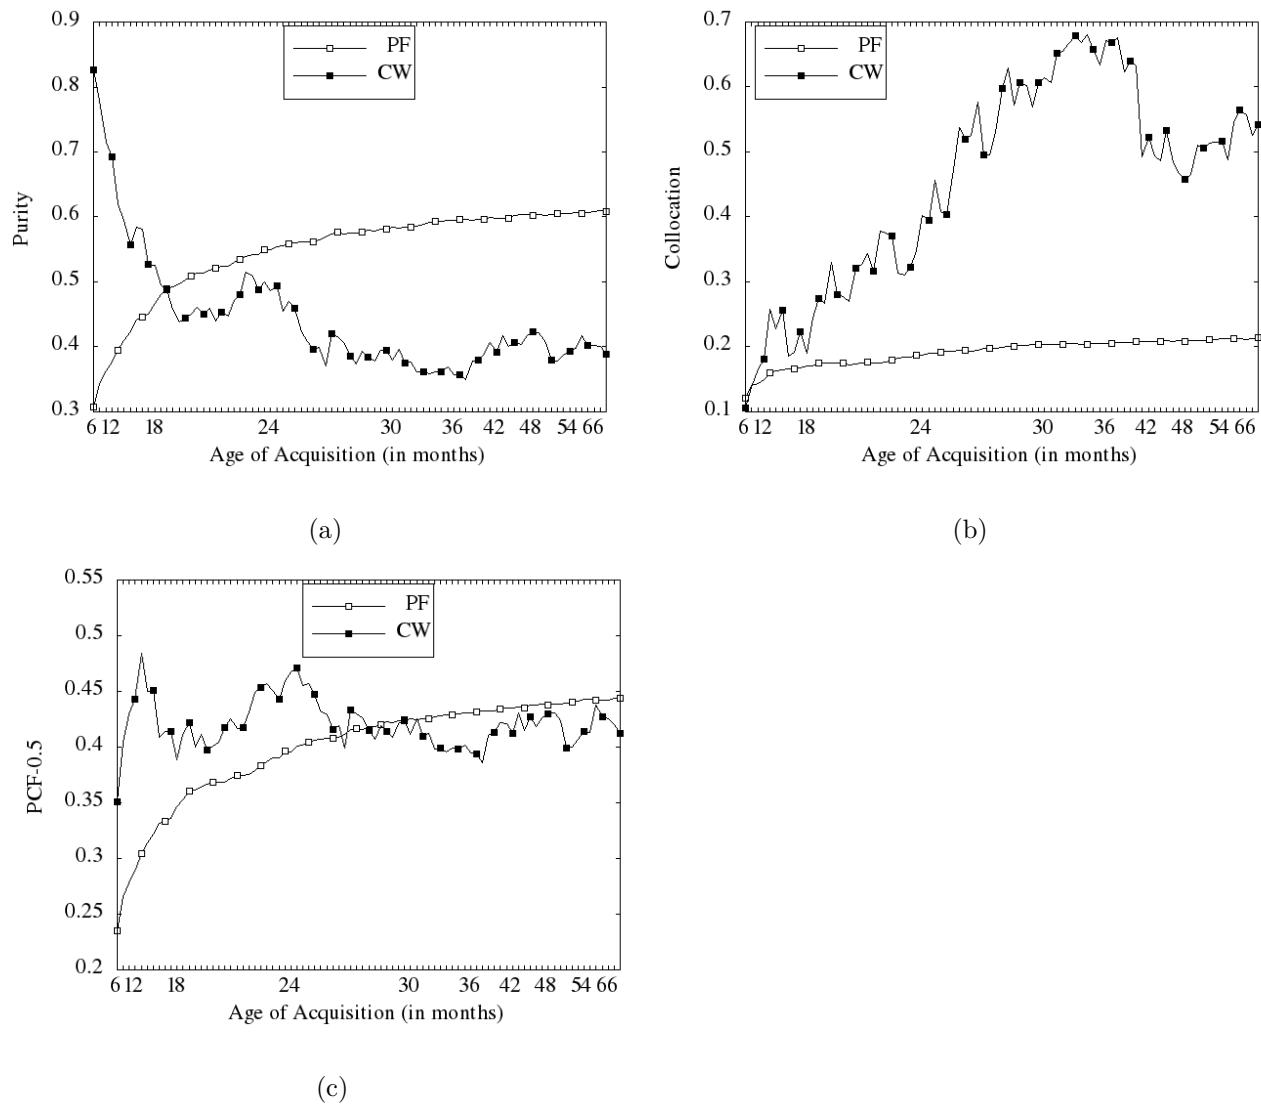 0.9
0.8
0.7
0.6
0.5
0.4
0.3
Purity
PF
CW
6 12 18 24 30 36 42 48 54 66
Age of Acquisition (in months)
(a)
0.7
0.6
0.5
0.4
0.3
0.2
0.1
Collocation
PF
CW
6 12 18 24 30 36 42 48 54 66
Age of Acquisition (in months)
(b)
0.55
0.5
0.45
0.4
0.35
0.3
0.25
0.2
PCF-0.5
PF
CW
6 12 18 24 30 36 42 48 54 66
Age of Acquisition (in months)
(c)